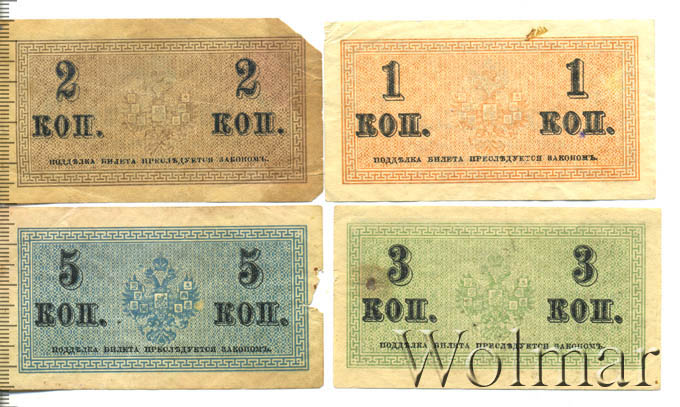 2 2
КОП. КОП.
ПОДДѢЛКА БИЛЕТА ПРЕСЛѢДУЕТСЯ ЗАКОНОМЪ.
1 1
КОП. КОП.
ПОДДѢЛКА БИЛЕТА ПРЕСЛѢДУЕТСЯ ЗАКОНОМЪ.
5 5
КОП. КОП.
ПОДДѢЛКА БИЛЕТА ПРЕСЛѢДУЕТСЯ ЗАКОНОМЪ.
3 3
КОП. КОП.
ПОДДѢЛКА БИЛЕТА ПРЕСЛѢДУЕТСЯ ЗАКОНОМЪ.
Wolmar